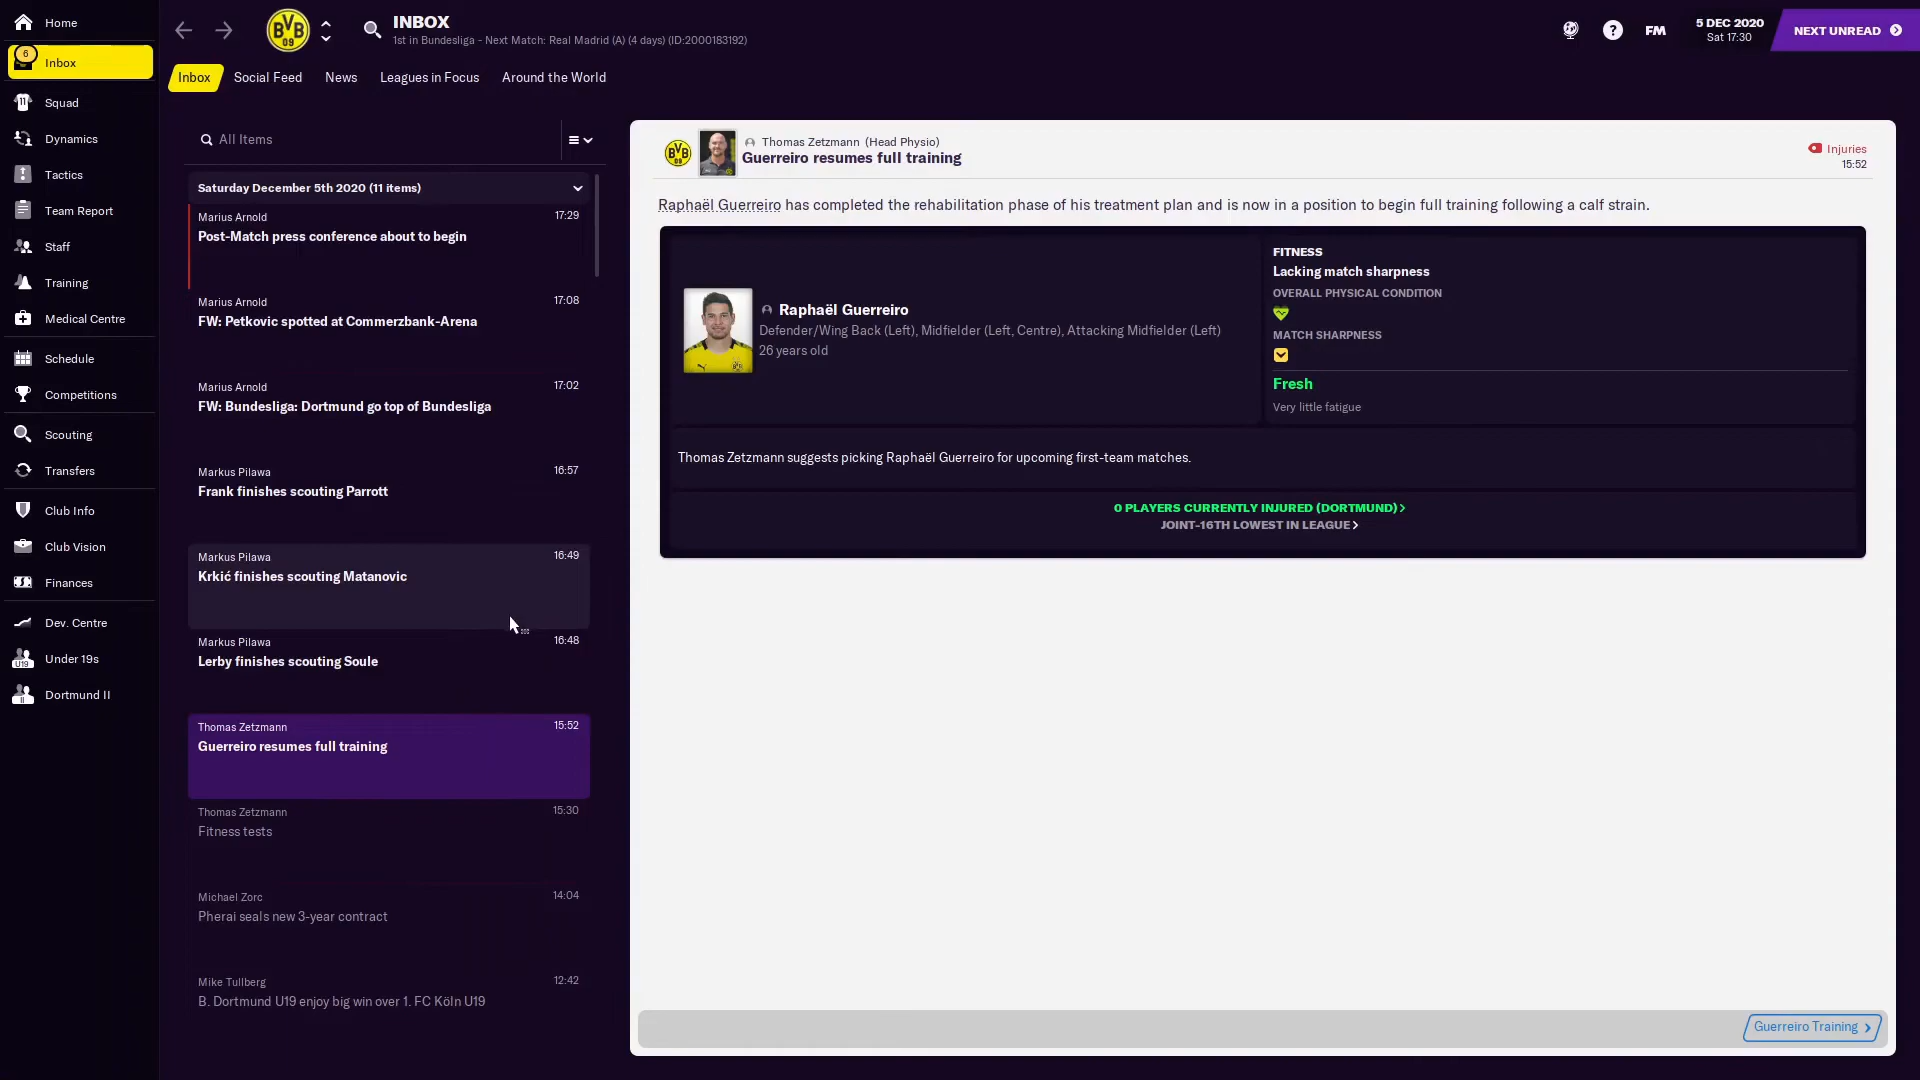 Home
6
Inbox
Squad
Dynamics
Tactics
Team Report
Staff
Training
Medical Centre
Schedule
Competitions
Scouting
Transfers
Club Info
Club Vision
Finances
Dev. Centre
U19
Under 19s
II
Dortmund II
BVB
09
INBOX
1st in Bundesliga - Next Match: Real Madrid (A) (4 days) (ID:2000183192)
?
FM
5 DEC 2020
Sat 17:30
NEXT UNREAD
Inbox
Social Feed
News
Leagues in Focus
Around the World
All Items
Saturday December 5th 2020 (11 items)
Marius Arnold 17:29
Post-Match press conference about to begin
Marius Arnold 17:08
FW: Petkovic spotted at Commerzbank-Arena
Marius Arnold 17:02
FW: Bundesliga: Dortmund go top of Bundesliga
Markus Pilawa 16:57
Frank finishes scouting Parrott
Markus Pilawa 16:49
Krkić finishes scouting Matanovic
Markus Pilawa 16:48
Lerby finishes scouting Soule
Thomas Zetzmann 15:52
Guerreiro resumes full training
Thomas Zetzmann 15:30
Fitness tests
Michael Zorc 14:04
Pherai seals new 3-year contract
Mike Tullberg 12:42
B. Dortmund U19 enjoy big win over 1. FC Köln U19
BVB
09
Thomas Zetzmann (Head Physio)
Guerreiro resumes full training
Injuries
15:52
Raphaël Guerreiro has completed the rehabilitation phase of his treatment plan and is now in a position to begin full training following a calf strain.
Raphaël Guerreiro
Defender/Wing Back (Left), Midfielder (Left, Centre), Attacking Midfielder (Left)
26 years old
FITNESS
Lacking match sharpness
OVERALL PHYSICAL CONDITION
MATCH SHARPNESS
Fresh
Very little fatigue
Thomas Zetzmann suggests picking Raphaël Guerreiro for upcoming first-team matches.
0 PLAYERS CURRENTLY INJURED (DORTMUND)
JOINT-16TH LOWEST IN LEAGUE
Guerreiro Training